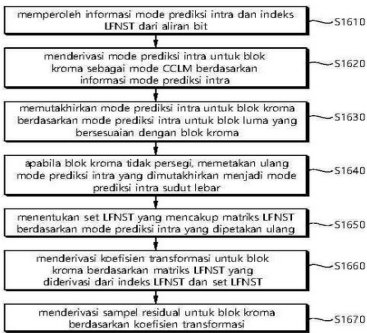 memperoleh informasi mode prediksi intra dan indeks
LFNST dari aliran bit
S1610
menderivasi mode prediksi intra untuk blok
kroma sebagai mode CCLM berdasarkan
informasi mode prediksi intra
S1620
memutakhirkan mode prediksi intra untuk blok kroma
berdasarkan mode prediksi intra untuk blok luma yang
bersesuaian dengan blok kroma
S1630
apabila blok kroma tidak persegi, memetakan ulang
mode prediksi intra yang dimutakhirkan menjadi mode
prediksi intra sudut lebar
S1640
menentukan set LFNST yang mencakup matriks LFNST
berdasarkan mode prediksi intra yang dipetakan ulang
S1650
menderivasi koefisien transformasi untuk blok
kroma berdasarkan matriks LFNST yang
diderivasi dari indeks LFNST dan set LFNST
S1660
menderivasi sampel residual untuk blok kroma
berdasarkan koefisien transformasi
S1670